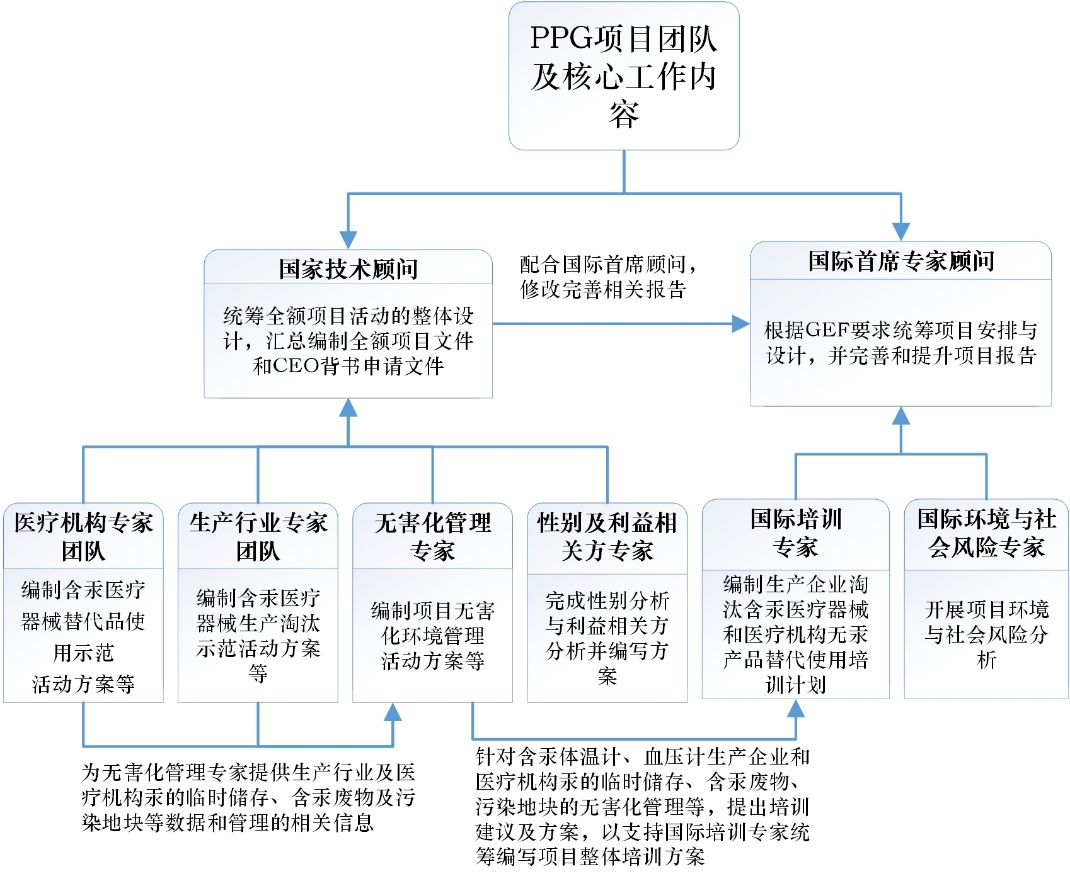 PPG项目团队
及核心工作内
容
国家技术顾问
统筹全额项目活动的整体设
计，汇总编制全额项目文件
和CEO背书申请文件
配合国际首席顾问，
修改完善相关报告
国际首席专家顾问
根据GEF要求统筹项目安排与
设计，并完善和提升项目报告
医疗机构专家
团队
编制含汞医疗
器械替代品使
用示范
活动方案等
生产行业专家
团队
编制含汞医疗
器械生产淘汰
示范活动方案
等
无害化管理
专家
编制项目无害
化环境管理
活动方案等
性别及利益相
关方专家
完成性别分析
与利益相关方
分析并编写方
案
国际培训
专家
编制生产企业淘
汰含汞医疗器械
和医疗机构无汞
产品替代使用培
训计划
国际环境与社
会风险专家
开展项目环境
与社会风险分
析
为无害化管理专家提供生产行业及医
疗机构汞的临时储存、含汞废物及污
染地块等数据和管理的相关信息
针对含汞体温计、血压计生产企业和
医疗机构汞的临时储存、含汞废物、
污染地块的无害化管理等，提出培训
建议及方案，以支持国际培训专家统
筹编写项目整体培训方案